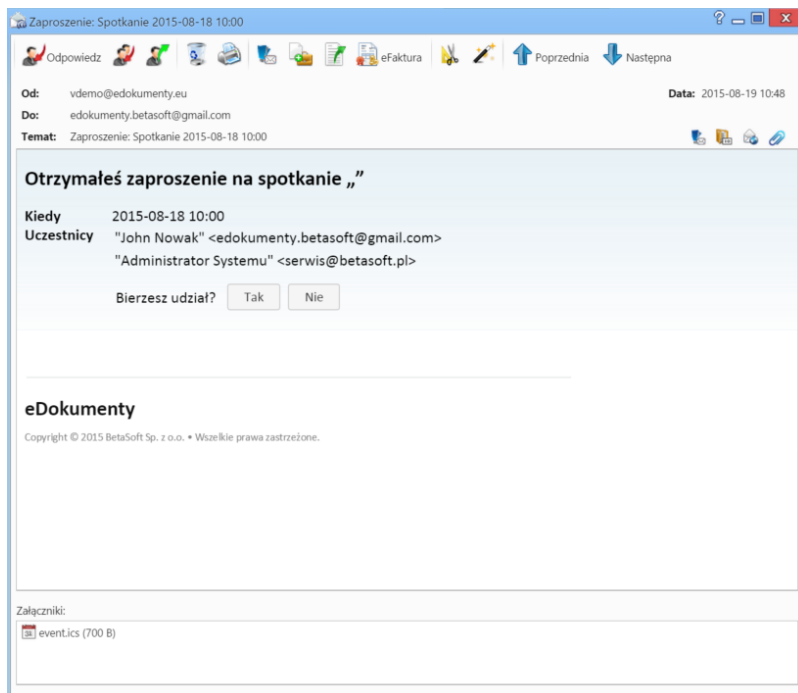 Zaproszenie: Spotkanie 2015-08-18 10:00
Odpowiedz eFaktura Poprzednia Następna
Od: vdemo@edokumenty.eu Data: 2015-08-19 10:48
Do: edokumenty.betasoft@gmail.com
Temat: Zaproszenie: Spotkanie 2015-08-18 10:00
Otrzymałeś zaproszenie na spotkanie „”
Kiedy 2015-08-18 10:00
Uczestnicy "John Nowak" <edokumenty.betasoft@gmail.com>
"Administrator Systemu" <serwis@betasoft.pl>
Bierzesz udział? Tak Nie
eDokumenty
Copyright © 2015 BetaSoft Sp. z o.o. • Wszelkie prawa zastrzeżone.
Załączniki:
event.ics (700 B)